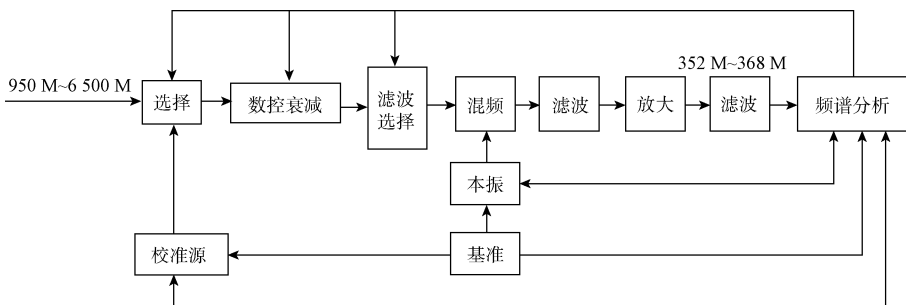 950 M~6 500 M
352 M~368 M
选择
数控衰减
滤波
选择
混频
滤波
放大
滤波
频谱分析
本振
校准源
基准